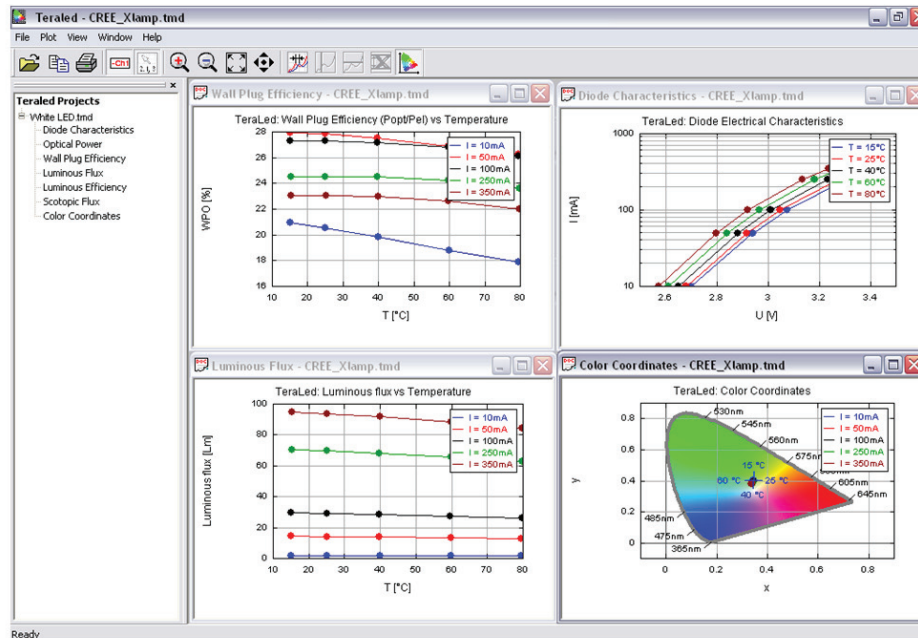 Teraled - CREE_Xlamp.tmd
File Plot View Window Help
-Ch1
Teraled Projects
White LED.tmd
Diode Characteristics
Optical Power
Wall Plug Efficiency
Luminous Flux
Luminous Efficiency
Scotopic Flux
Color Coordinates
Wall Plug Efficiency - CREE_Xlamp.tmd
TeraLed: Wall Plug Efficiency (Popt/Pel) vs Temperature
28
26
24
22
20
18
16
WPO [%]
I = 10mA
I = 50mA
I = 100mA
I = 250mA
I = 350mA
10 20 30 40 50 60 70 80
T [°C]
Diode Characteristics - CREE_Xlamp.tmd
TeraLed: Diode Electrical Characteristics
1000
100
10
I [mA]
T = 15°C
T = 25°C
T = 40°C
T = 60°C
T = 80°C
2.6 2.8 3 3.2 3.4
U [V]
Luminous Flux - CREE_Xlamp.tmd
TeraLed: Luminous flux vs Temperature
100
80
60
40
20
0
Luminous flux [Lm]
I = 10mA
I = 50mA
I = 100mA
I = 250mA
I = 350mA
10 20 30 40 50 60 70 80
T [°C]
Color Coordinates - CREE_Xlamp.tmd
TeraLed: Color Coordinates
0.8
0.6
0.4
0.2
0
y
530nm
545nm
560nm
575nm
605nm
645nm
485nm
475nm
365nm
15 °C
60 °C
25 °C
40 °C
I = 10mA
I = 50mA
I = 100mA
I = 250mA
I = 350mA
0 0.2 0.4 0.6 0.8
x
Ready